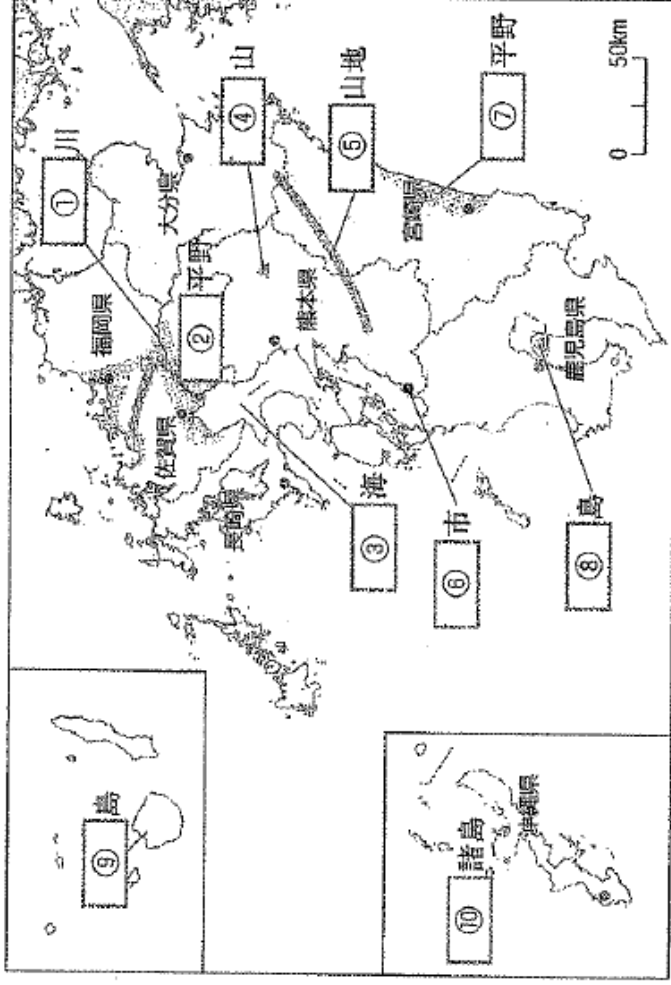 ① 川
福岡県
大分県
④ 山
② 平野
佐賀県
⑤ 山地
熊本県
長崎県
③ 海
⑦ 平野
宮崎県
⑥ 市
鹿児島県
⑧ 島
0 50km
⑨ 島
⑩ 諸島
沖縄県